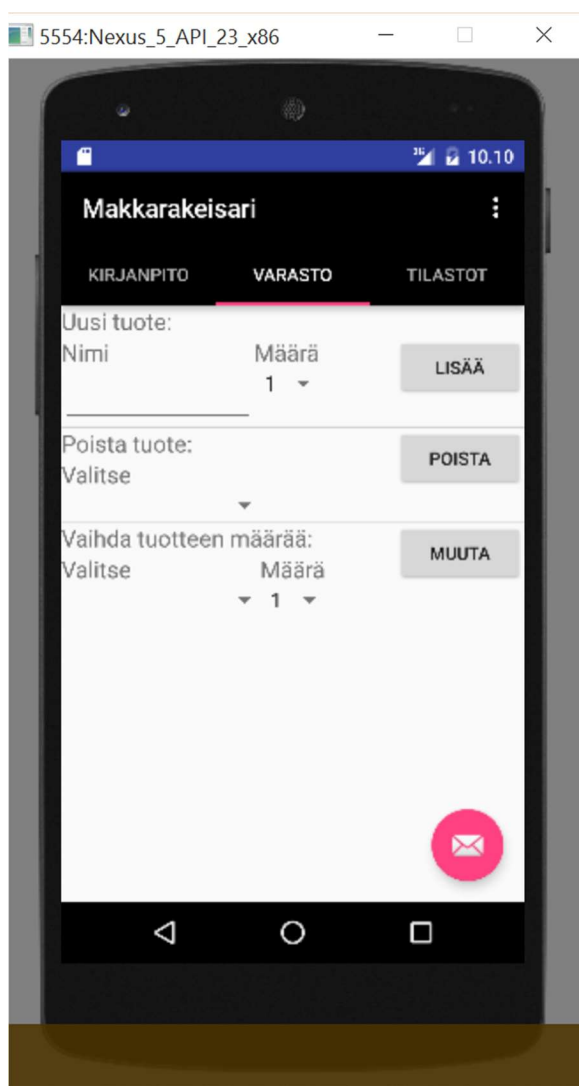 5554:Nexus_5_API_23_x86
36 10.10
Makkarakeisari
KIRJANPITO VARASTO TILASTOT
Uusi tuote:
Nimi Määrä LISÄÄ
1
Poista tuote: POISTA
Valitse
Vaihda tuotteen määrää: MUUTA
Valitse Määrä
1